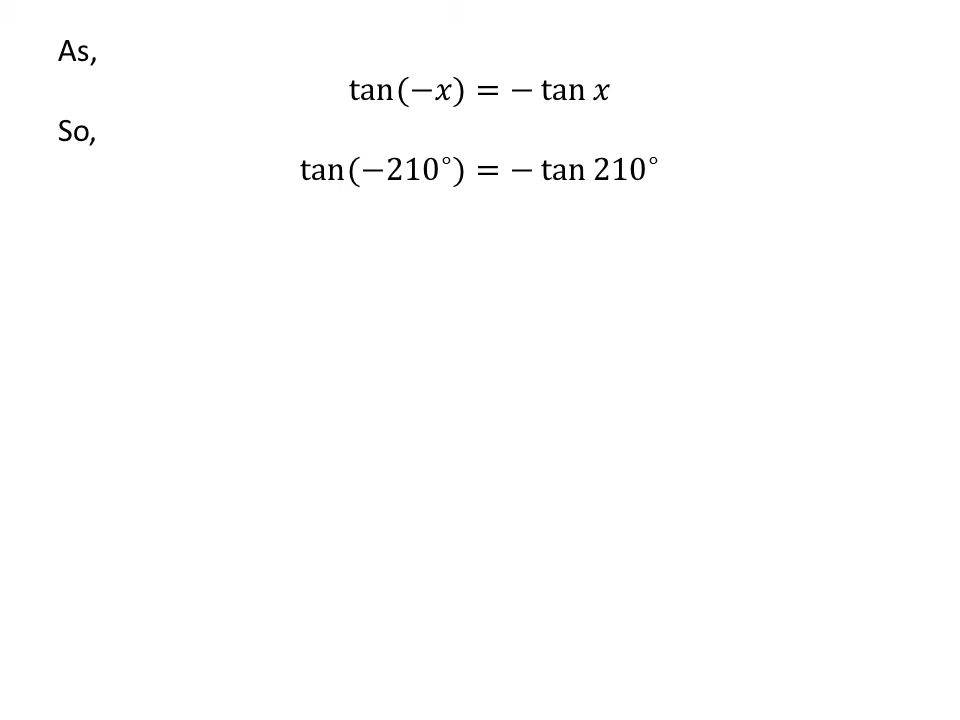 As,
tan(−x) = − tan x
So,
tan(−210°) = − tan 210°